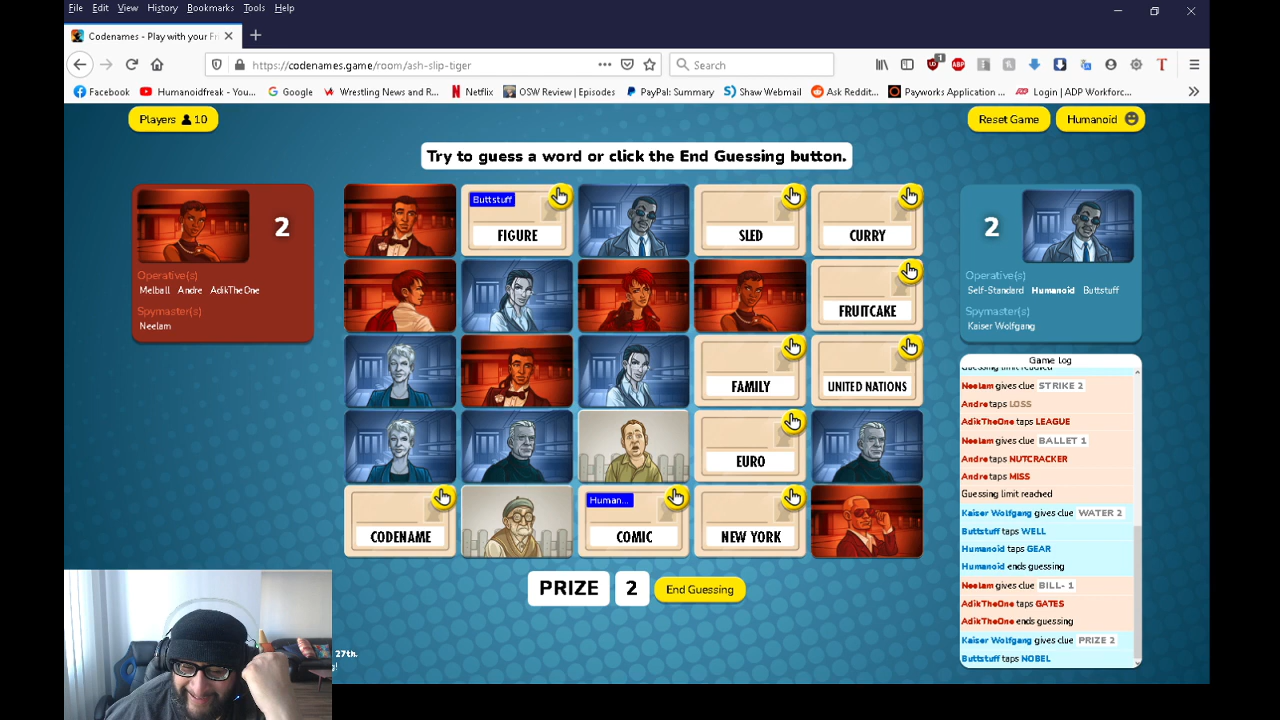 File Edit View History Bookmarks Tools Help
Codenames - Play with your Fri
https://codenames.game/room/ash-slip-tiger
Search
Facebook Humanoidfreak - You... Google Wrestling News and R... Netflix OSW Review | Episodes PayPal: Summary Shaw Webmail Ask Reddit... Payworks Application ... Login | ADP Workforc...
Players 10
Reset Game
Humanoid
Try to guess a word or click the End Guessing button.
2
Operative(s)
Melball Andre AdikTheOne
Spymaster(s)
Neelam
Buttstuff
FIGURE
SLED
CURRY
FRUITCAKE
FAMILY
UNITED NATIONS
EURO
CODENAME
Human...
COMIC
NEW YORK
PRIZE 2 End Guessing
2
Operative(s)
Self-Standard Humanoid Buttstuff
Spymaster(s)
Kaiser Wolfgang
Game Log
Guessing limit reached
Neelam gives clue STRIKE 2
Andre taps LOSS
AdikTheOne taps LEAGUE
Neelam gives clue BALLET 1
Andre taps NUTCRACKER
Andre taps MISS
Guessing limit reached
Kaiser Wolfgang gives clue WATER 2
Buttstuff taps WELL
Humanoid taps GEAR
Humanoid ends guessing
Neelam gives clue BILL- 1
AdikTheOne taps GATES
AdikTheOne ends guessing
Kaiser Wolfgang gives clue PRIZE 2
Buttstuff taps NOBEL
27th.